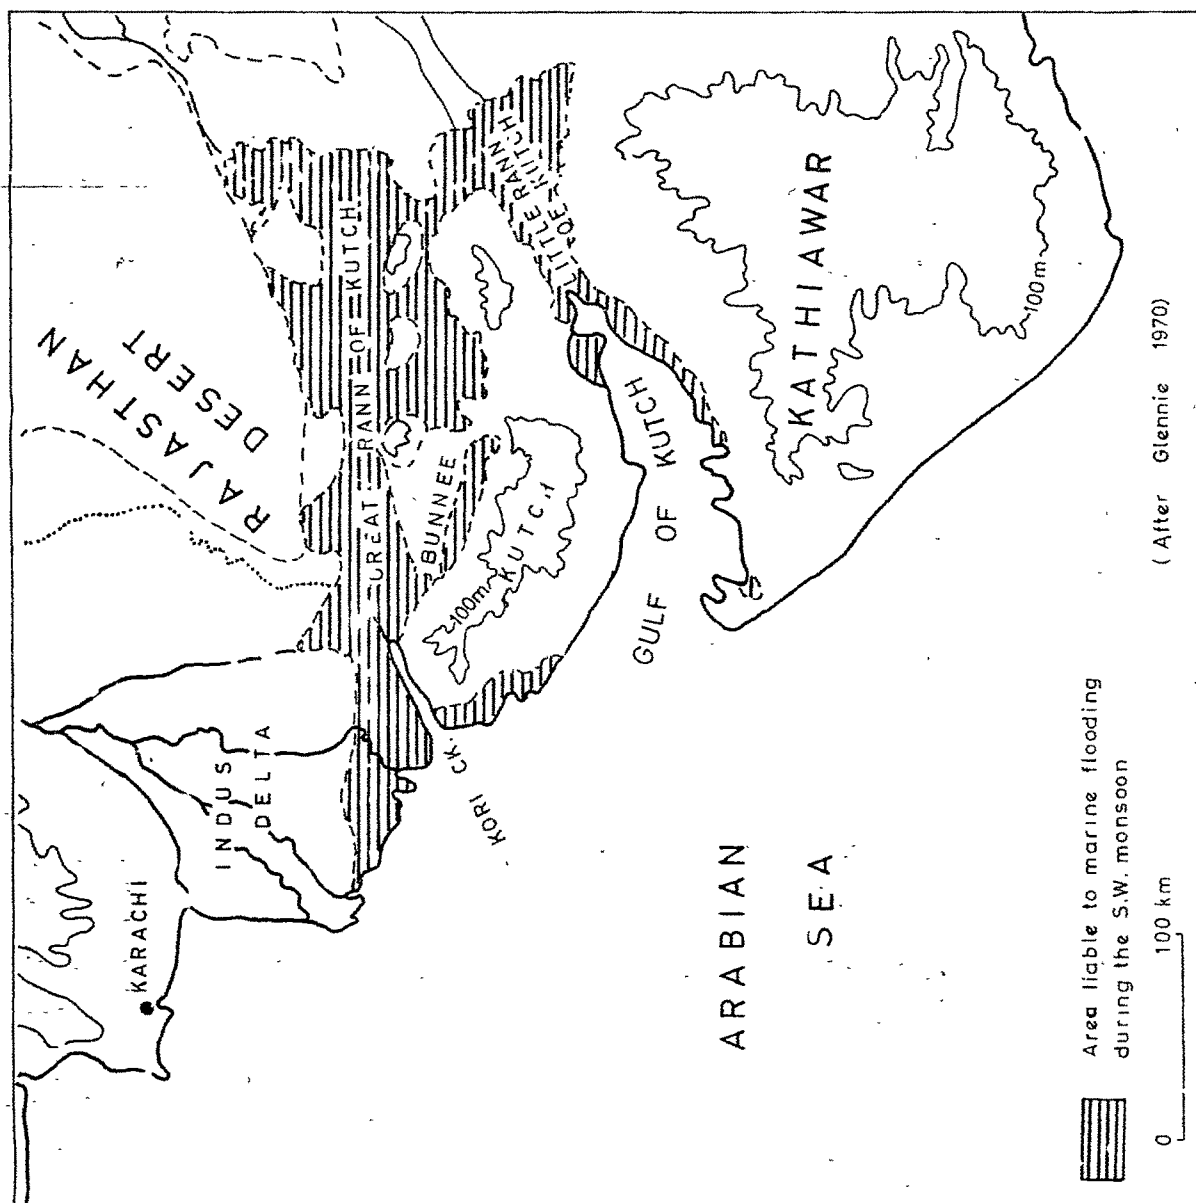 RAJASTHAN
DESERT
KARACHI
INDUS
DELTA
GREAT RANN OF KUTCH
BUNNEE
LITTLE RANN
OF KUTCH
100m
KUTCH
KORI CK.
GULF OF KUTCH
KATHIAWAR
100m
ARABIAN
SEA
Area liable to marine flooding
during the S.W. monsoon
0 100 km
(After Glennie 1970)